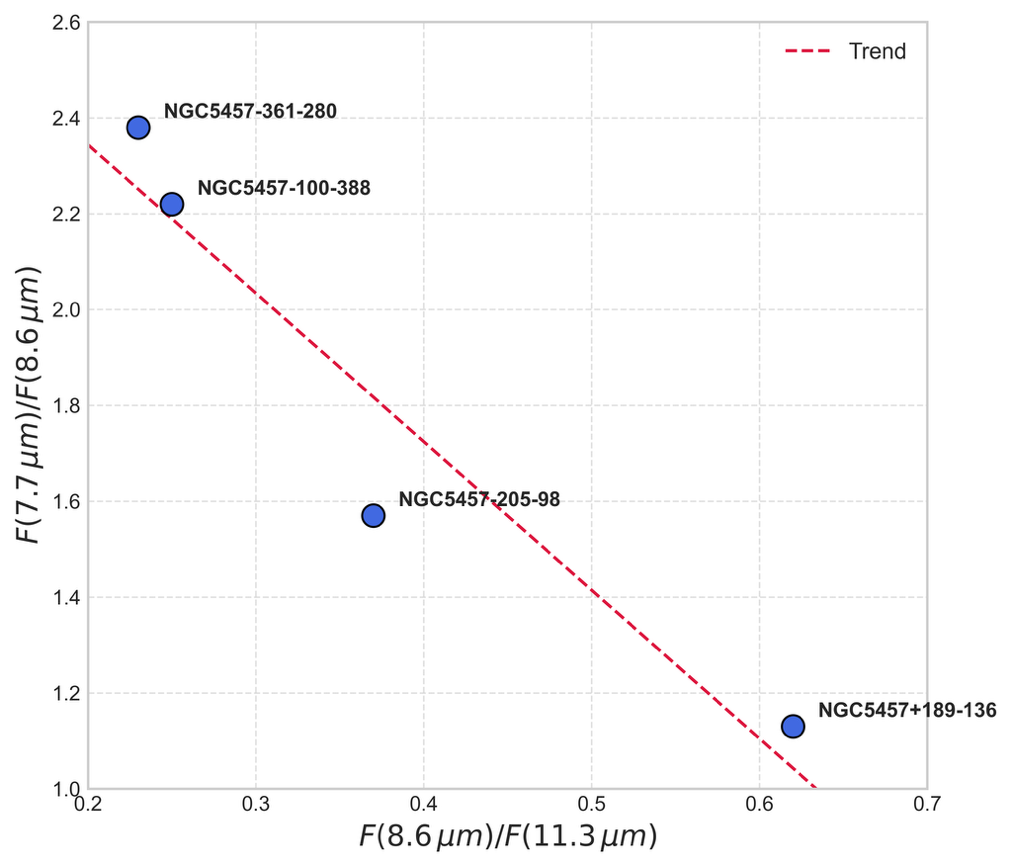 2.6
Trend
2.4
NGC5457-361-280
NGC5457-100-388
2.2
2.0
F(7.7 μm)/F(8.6 μm)
1.8
1.6
NGC5457-205-98
1.4
1.2
NGC5457+189-136
1.0
0.2 0.3 0.4 0.5 0.6 0.7
F(8.6 μm)/F(11.3 μm)